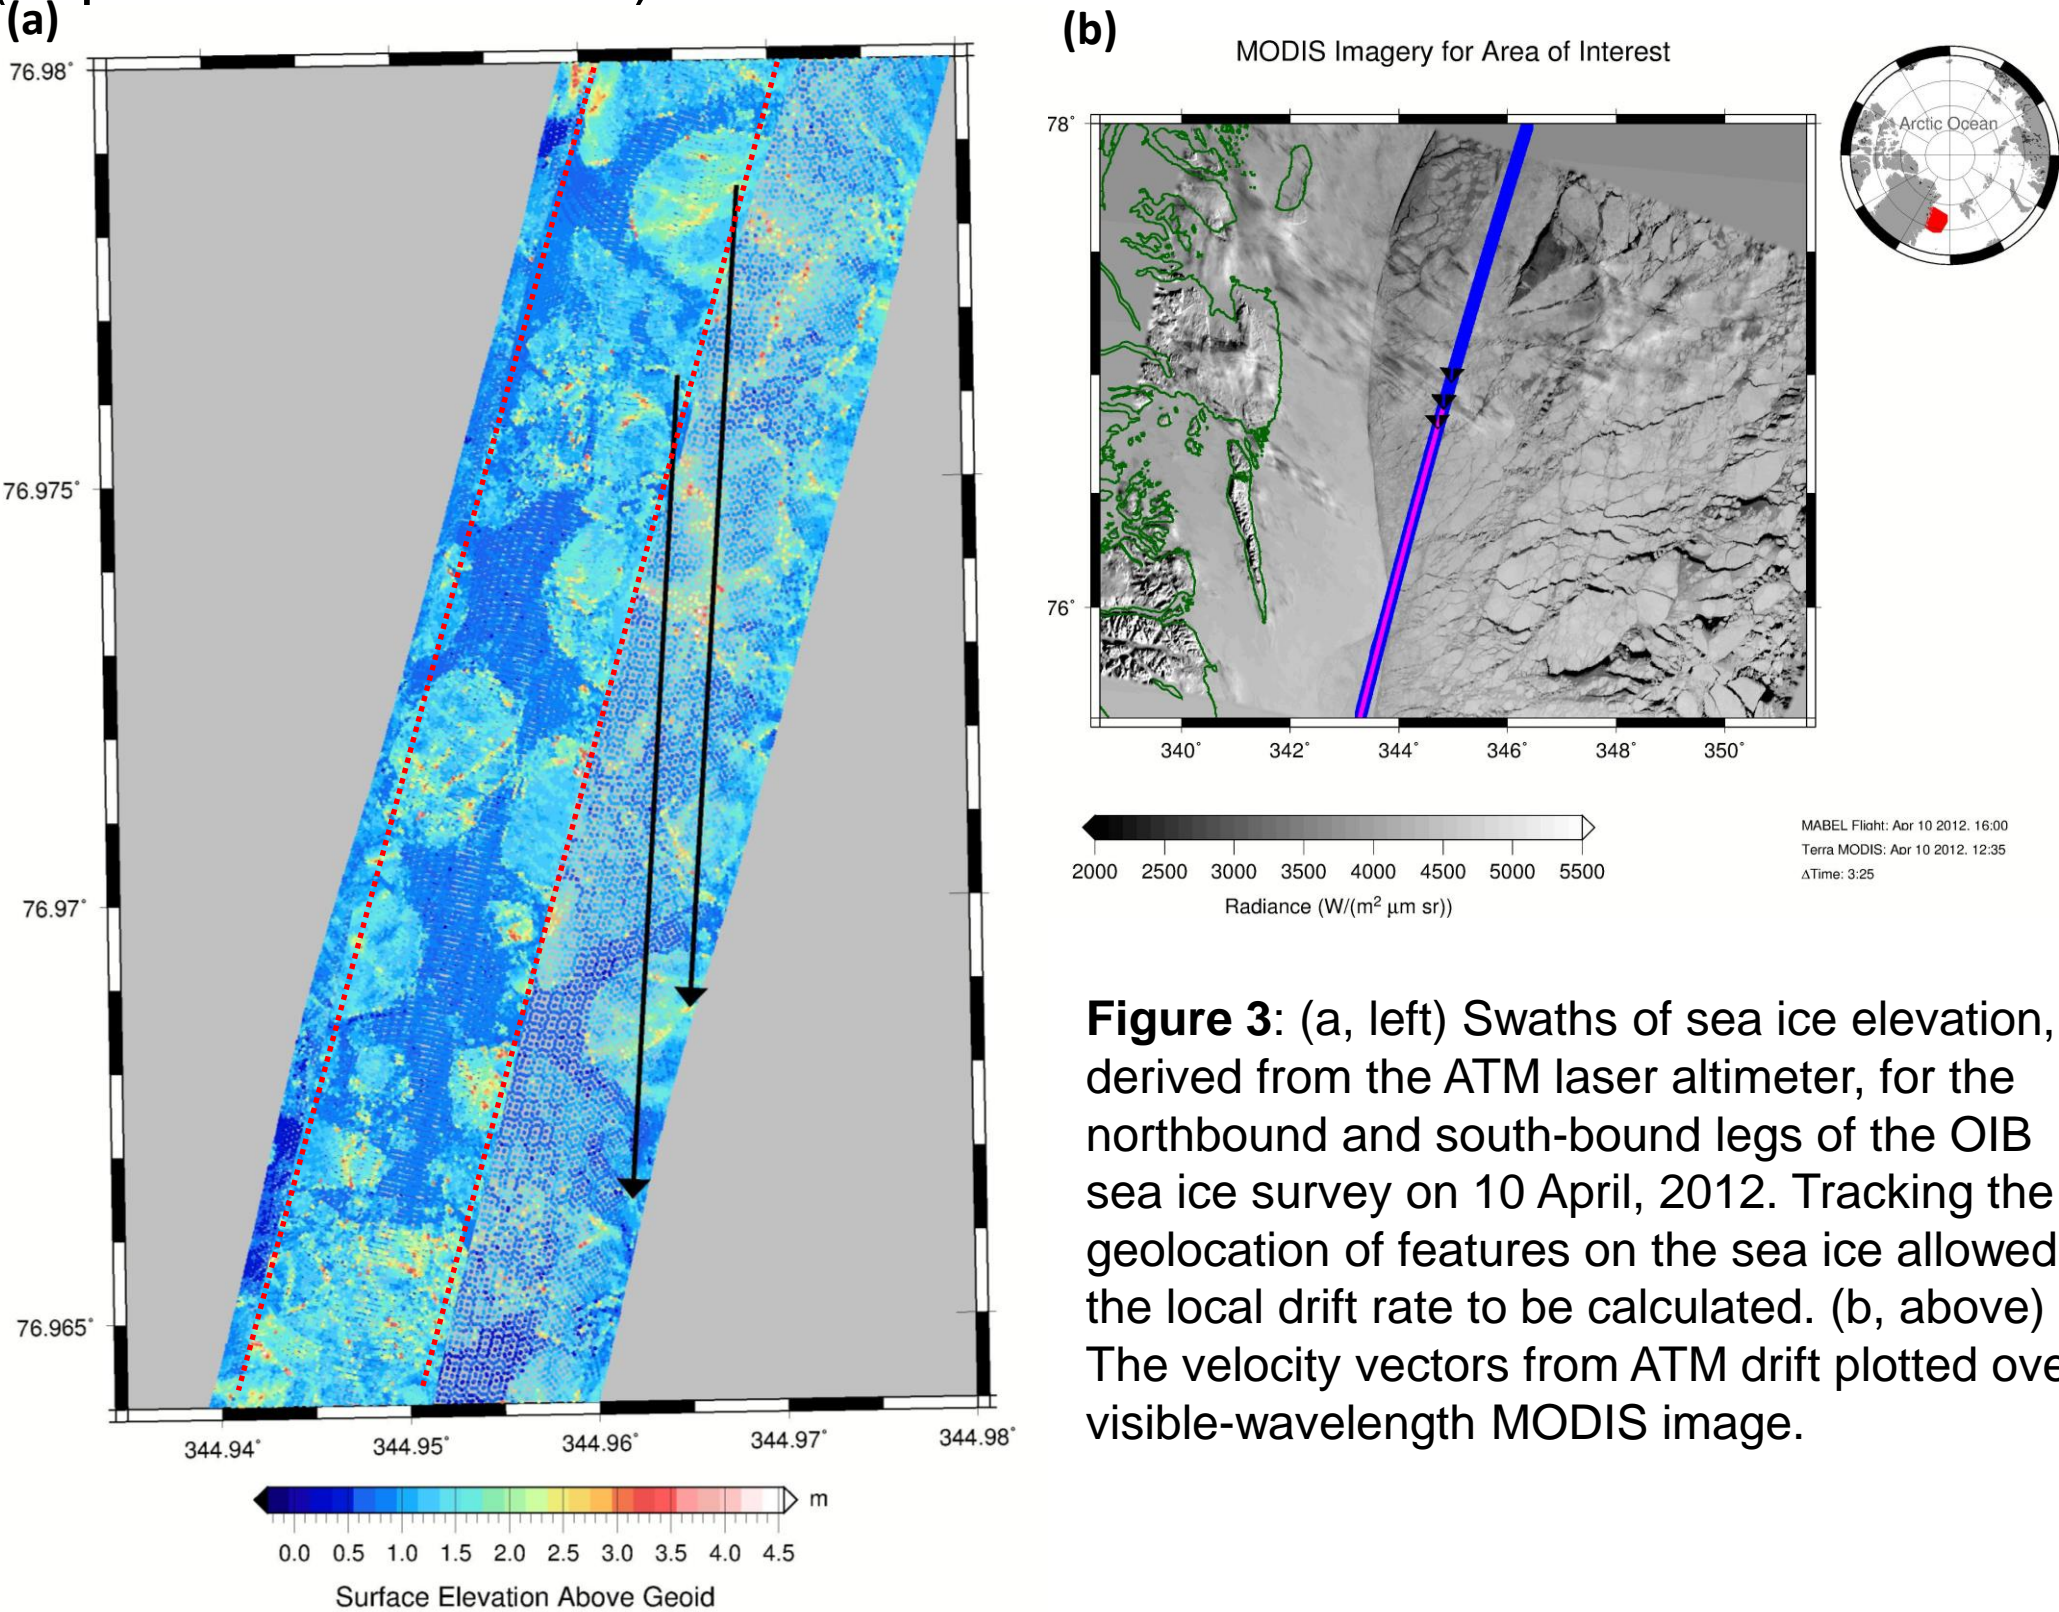 (a)
76.98°
76.975°
76.97°
76.965°
344.94°
344.95°
344.96°
344.97°
344.98°
m
0.0 0.5 1.0 1.5 2.0 2.5 3.0 3.5 4.0 4.5
Surface Elevation Above Geoid
(b)
MODIS Imagery for Area of Interest
Arctic Ocean
78°
76°
340° 342° 344° 346° 348° 350°
2000 2500 3000 3500 4000 4500 5000 5500
Radiance (W/(m² μm sr))
MABEL Flight: Apr 10 2012. 16:00
Terra MODIS: Apr 10 2012. 12:35
ΔTime: 3:25
Figure 3: (a, left) Swaths of sea ice elevation,
derived from the ATM laser altimeter, for the
northbound and south-bound legs of the OIB
sea ice survey on 10 April, 2012. Tracking the
geolocation of features on the sea ice allowed
the local drift rate to be calculated. (b, above)
The velocity vectors from ATM drift plotted ove
visible-wavelength MODIS image.